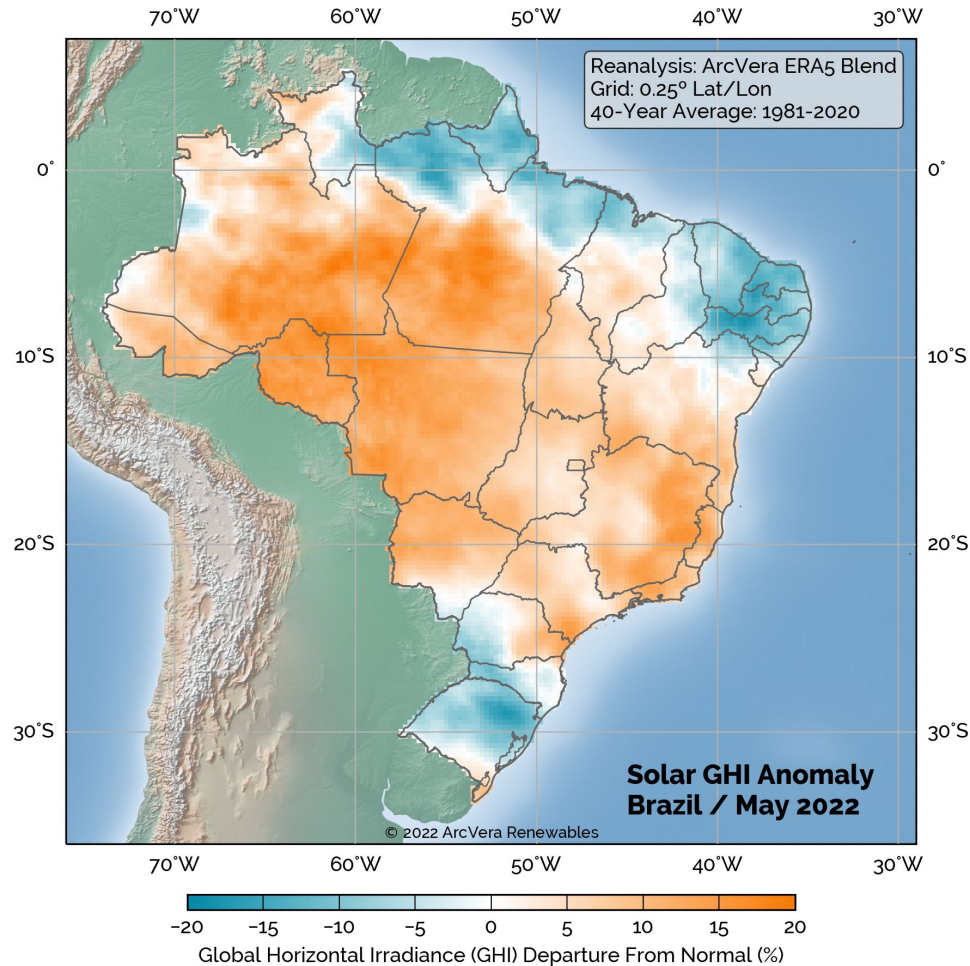 70°W 60°W 50°W 40°W 30°W
Reanalysis: ArcVera ERA5 Blend
Grid: 0.25º Lat/Lon
40-Year Average: 1981-2020
0° 0°
10°S 10°S
20°S 20°S
30°S 30°S
Solar GHI Anomaly
Brazil / May 2022
© 2022 ArcVera Renewables
70°W 60°W 50°W 40°W 30°W
−20 −15 −10 −5 0 5 10 15 20
Global Horizontal Irradiance (GHI) Departure From Normal (%)